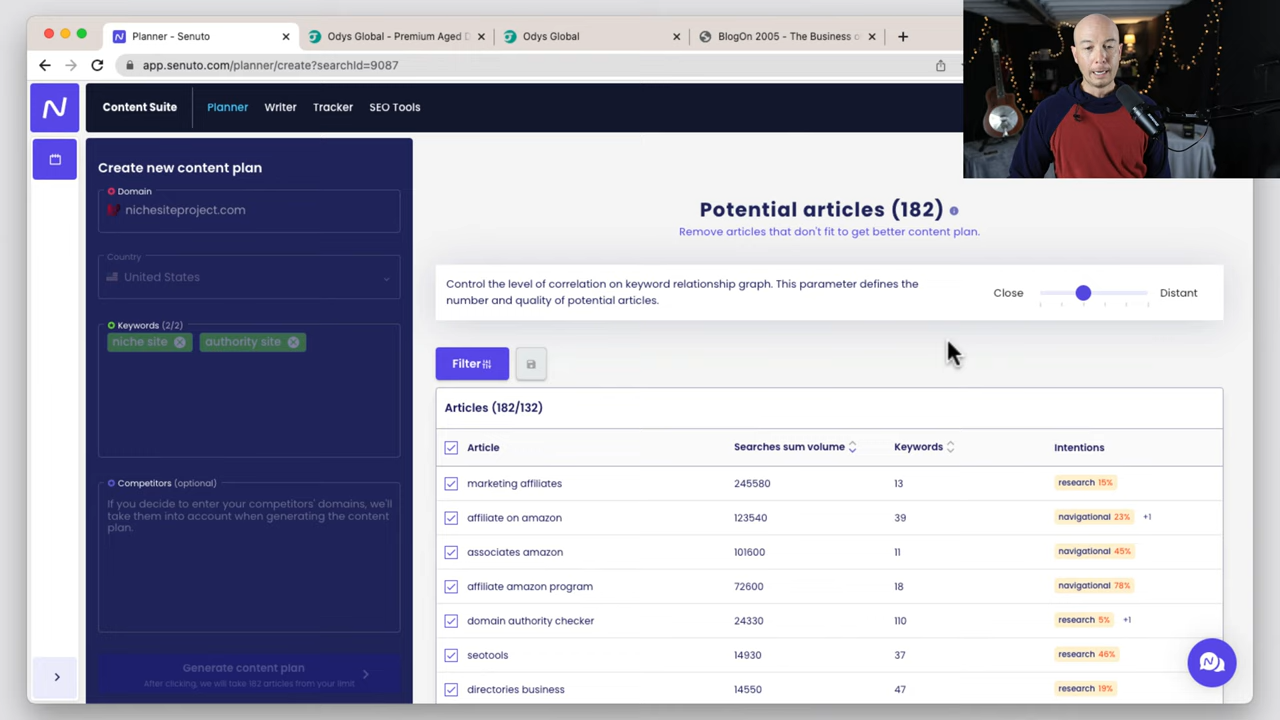 Planner - Senuto
Odys Global - Premium Aged D
Odys Global
BlogOn 2005 - The Business o
app.senuto.com/planner/create?searchId=9087
Content Suite
Planner
Writer
Tracker
SEO Tools
Create new content plan
Domain
nichesiteproject.com
Country
United States
Keywords (2/2)
niche site
authority site
Competitors (optional)
If you decide to enter your competitors' domains, we'll
take them into account when generating the content
plan.
Generate content plan
After clicking, we will take 182 articles from your limit
Potential articles (182)
Remove articles that don't fit to get better content plan.
Control the level of correlation on keyword relationship graph. This parameter defines the
number and quality of potential articles.
Close
Distant
Filter
Articles (182/132)
Article Searches sum volume Keywords Intentions
marketing affiliates 245580 13 research 15%
affiliate on amazon 123540 39 navigational 23% +1
associates amazon 101600 11 navigational 45%
affiliate amazon program 72600 18 navigational 78%
domain authority checker 24330 110 research 5% +1
seotools 14930 37 research 46%
directories business 14550 47 research 19%